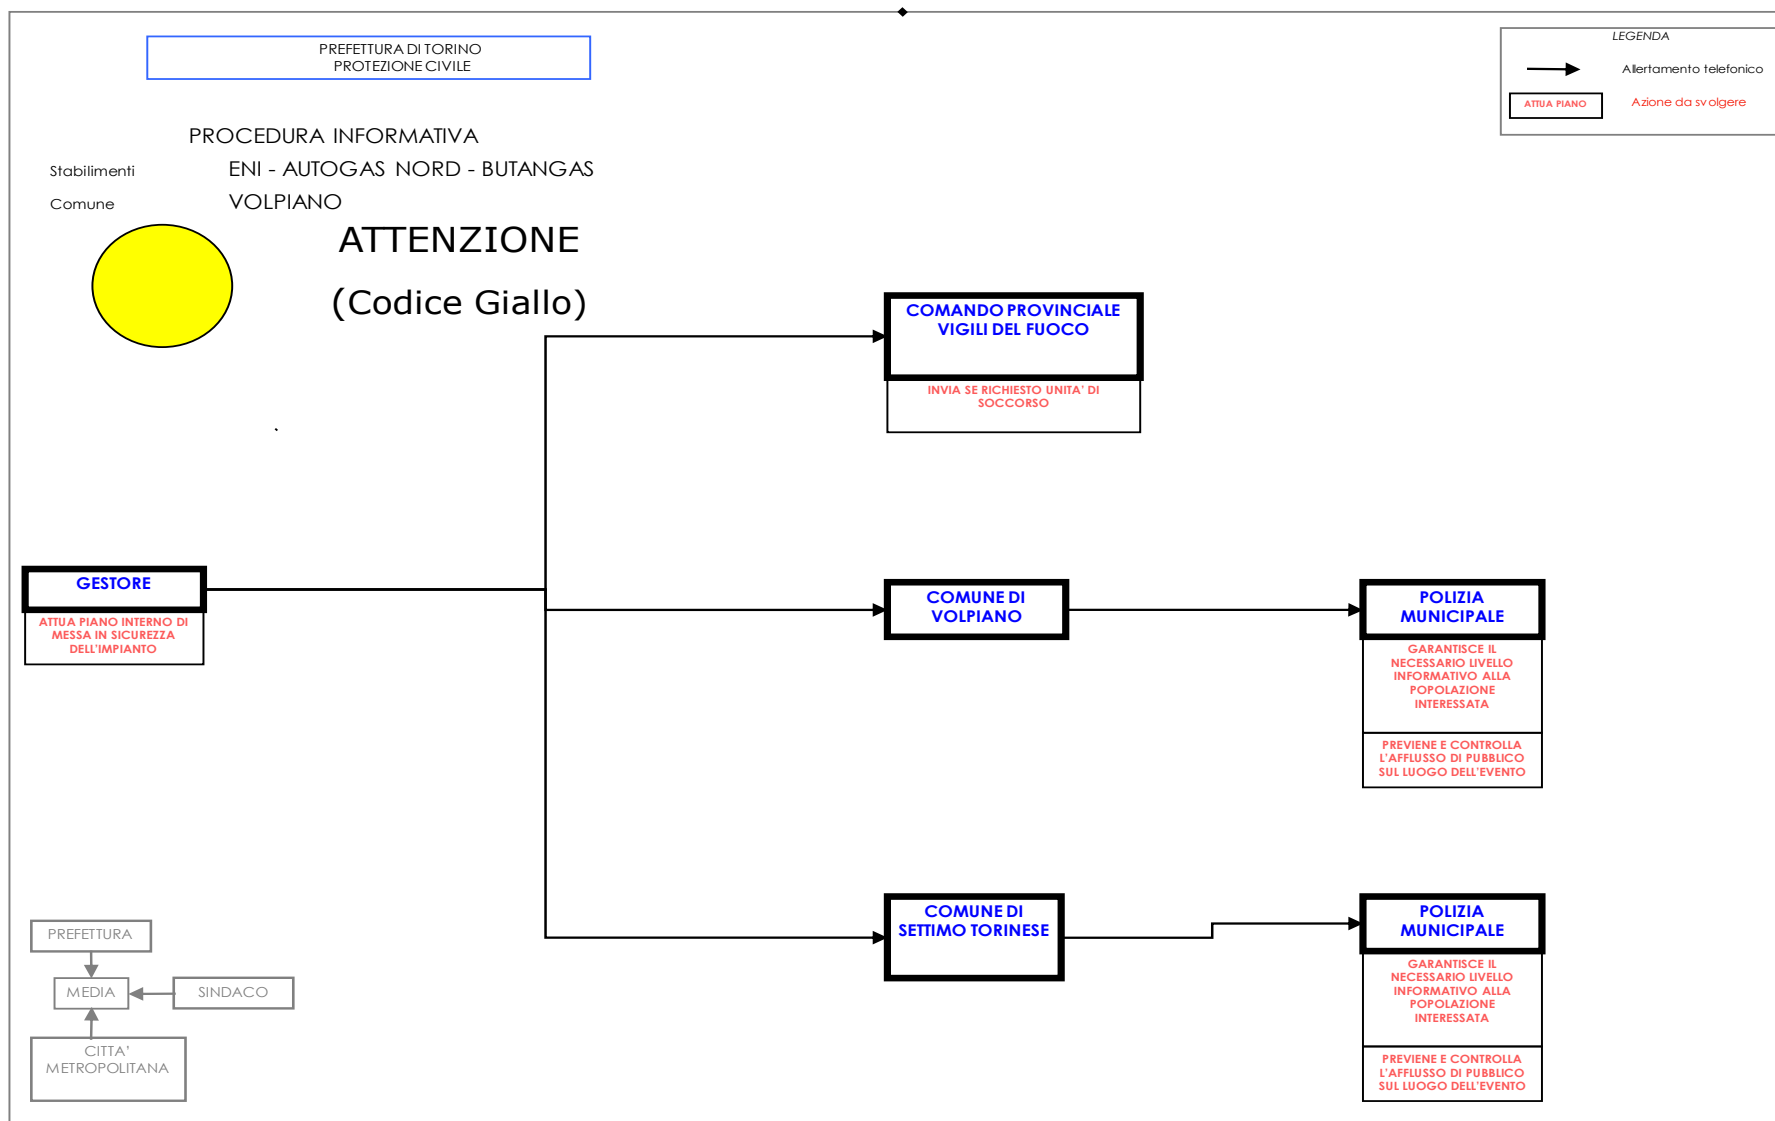 PREFETTURA DI TORINO
PROTEZIONE CIVILE
LEGENDA
Allertamento telefonico
ATTUA PIANO
Azione da svolgere
PROCEDURA INFORMATIVA
Stabilimenti
ENI - AUTOGAS NORD - BUTANGAS
Comune
VOLPIANO
ATTENZIONE
(Codice Giallo)
COMANDO PROVINCIALE
VIGILI DEL FUOCO
INVIA SE RICHIESTO UNITA' DI
SOCCORSO
GESTORE
ATTUA PIANO INTERNO DI
MESSA IN SICUREZZA
DELL'IMPIANTO
COMUNE DI
VOLPIANO
POLIZIA
MUNICIPALE
GARANTISCE IL
NECESSARIO LIVELLO
INFORMATIVO ALLA
POPOLAZIONE
INTERESSATA
PREVIENE E CONTROLLA
L'AFFLUSSO DI PUBBLICO
SUL LUOGO DELL'EVENTO
COMUNE DI
SETTIMO TORINESE
POLIZIA
MUNICIPALE
GARANTISCE IL
NECESSARIO LIVELLO
INFORMATIVO ALLA
POPOLAZIONE
INTERESSATA
PREVIENE E CONTROLLA
L'AFFLUSSO DI PUBBLICO
SUL LUOGO DELL'EVENTO
PREFETTURA
MEDIA
SINDACO
CITTA'
METROPOLITANA